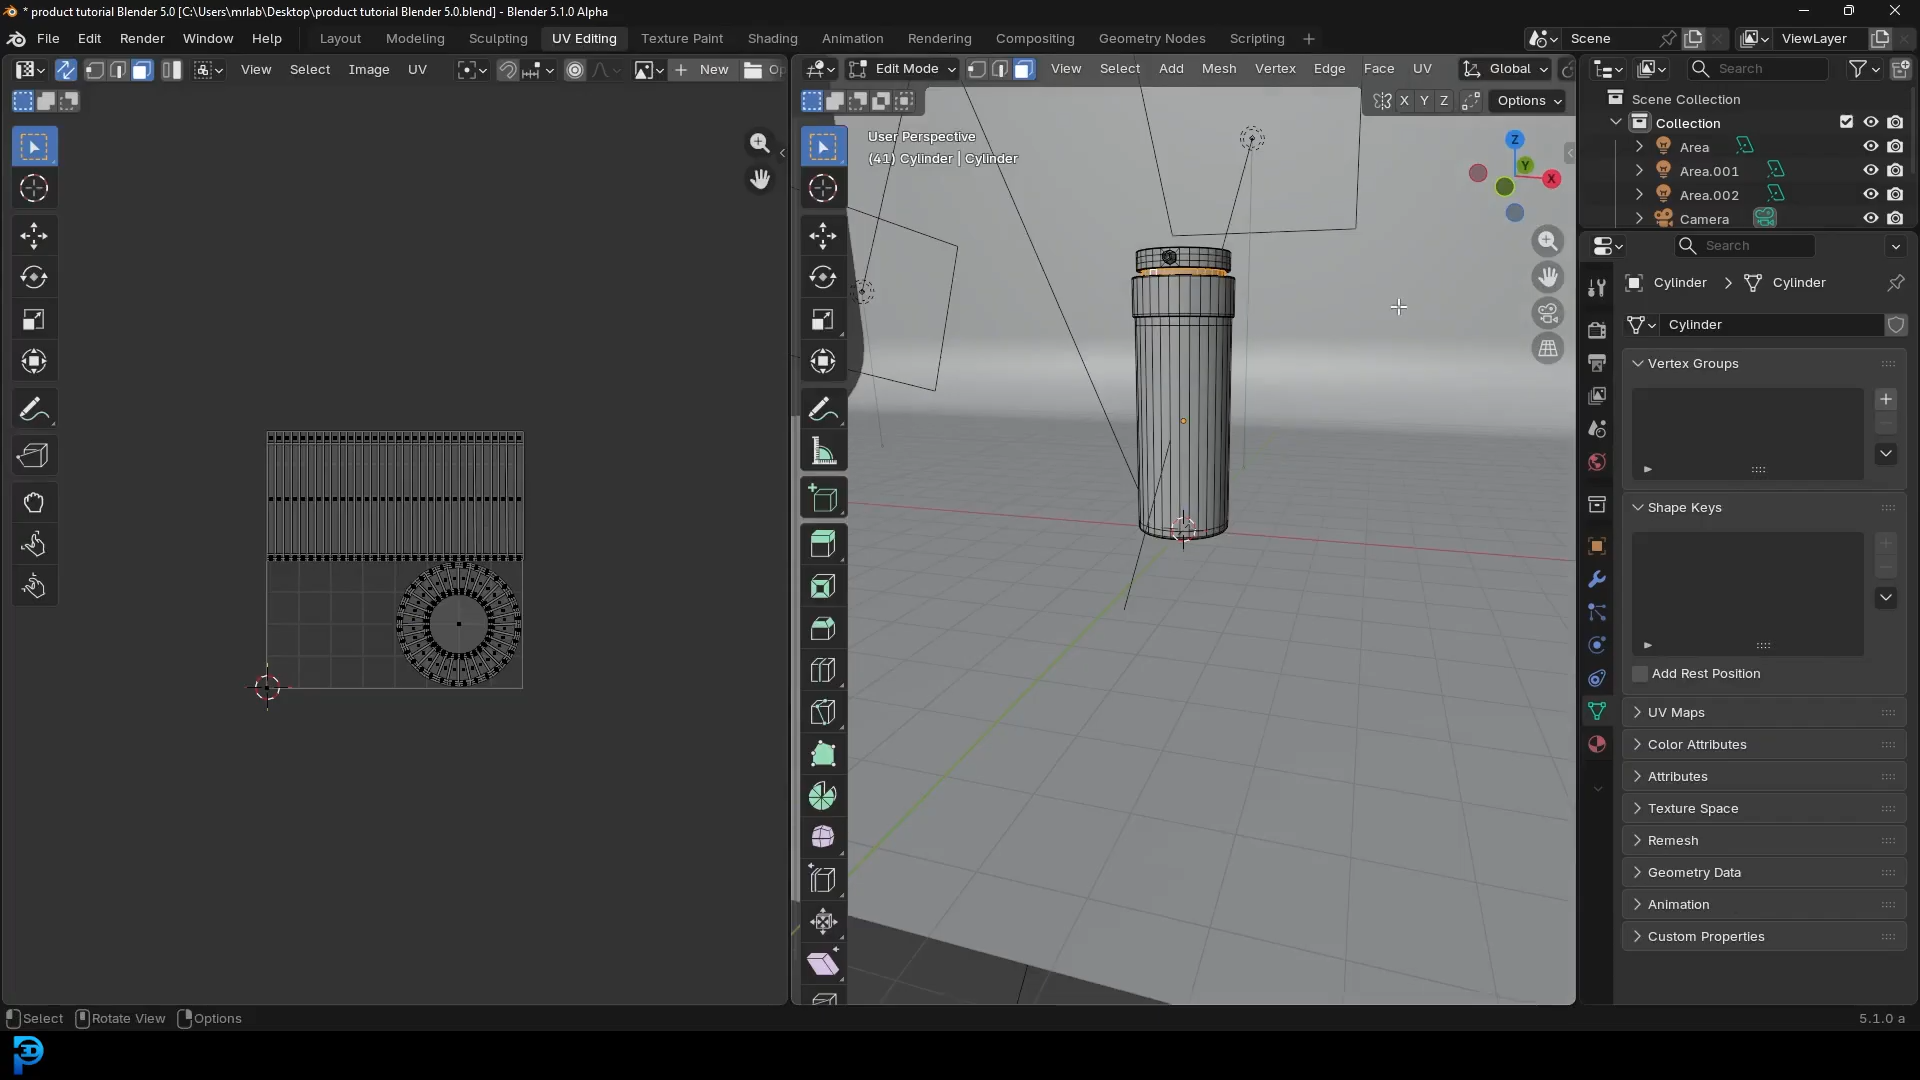 * product tutorial Blender 5.0 [C:\Users\mrlab\Desktop\product tutorial Blender 5.0.blend] - Blender 5.1.0 Alpha
File Edit Render Window Help Layout Modeling Sculpting UV Editing Texture Paint Shading Animation Rendering Compositing Geometry Nodes Scripting + Scene ViewLayer
View Select Image UV New Op
Edit Mode View Select Add Mesh Vertex Edge Face UV Global
Search
X Y Z Options
Scene Collection
Collection
Area
Area.001
Area.002
Camera
User Perspective
(41) Cylinder | Cylinder
Z
Y
X
Search
Cylinder > Cylinder
Cylinder
Vertex Groups
Shape Keys
Add Rest Position
UV Maps
Color Attributes
Attributes
Texture Space
Remesh
Geometry Data
Animation
Custom Properties
Select Rotate View Options
5.1.0 a